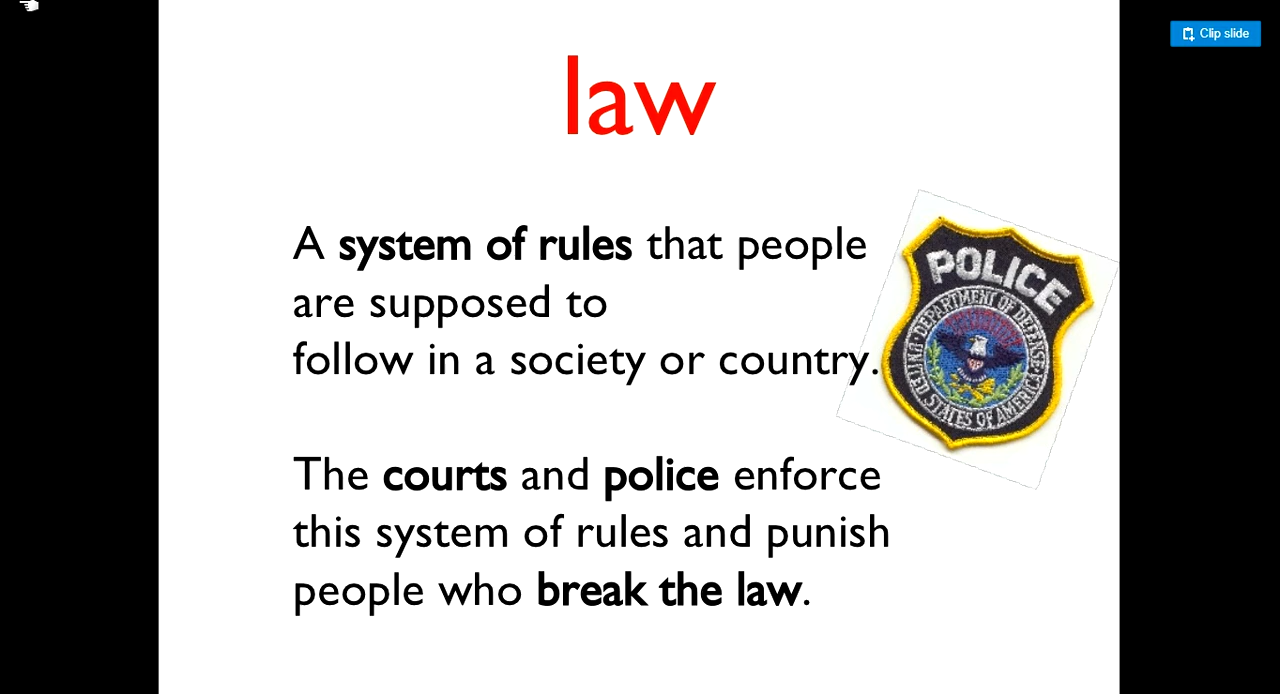 Clip slide
law
A system of rules that people
are supposed to
follow in a society or country.
POLICE
DEPARTMENT OF DEFENSE
UNITED STATES OF AMERICA
The courts and police enforce
this system of rules and punish
people who break the law.